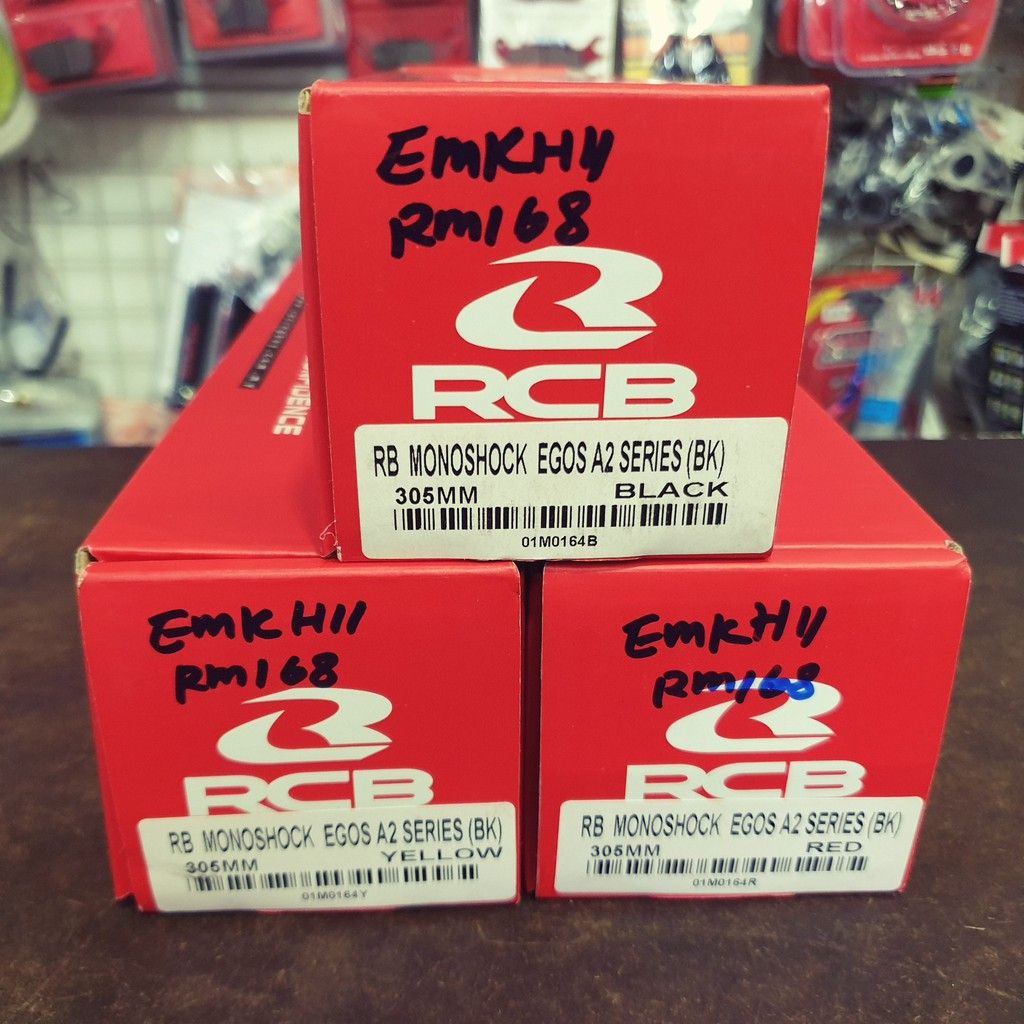 EMKH11
RM168
RCB
RB MONOSHOCK EGOS A2 SERIES (BK)
305MM BLACK
01M0164B
EMKH11
RM168
RCB
RB MONOSHOCK EGOS A2 SERIES (BK)
305MM YELLOW
01M0164Y
EMKH11
RM168
RCB
RB MONOSHOCK EGOS A2 SERIES (BK)
305MM RED
01M0164R